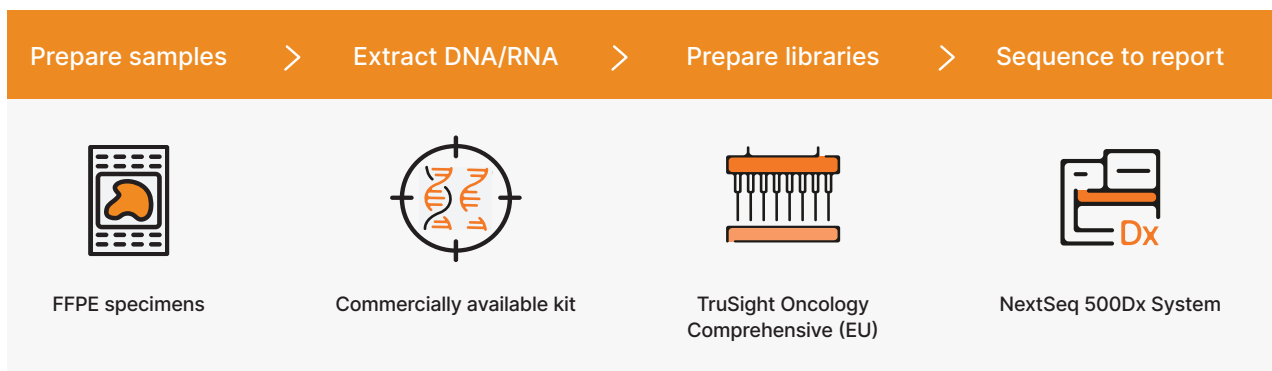 Prepare samples > Extract DNA/RNA > Prepare libraries > Sequence to report
Dx
FFPE specimens
Commercially available kit
TruSight Oncology
Comprehensive (EU)
NextSeq 500Dx System